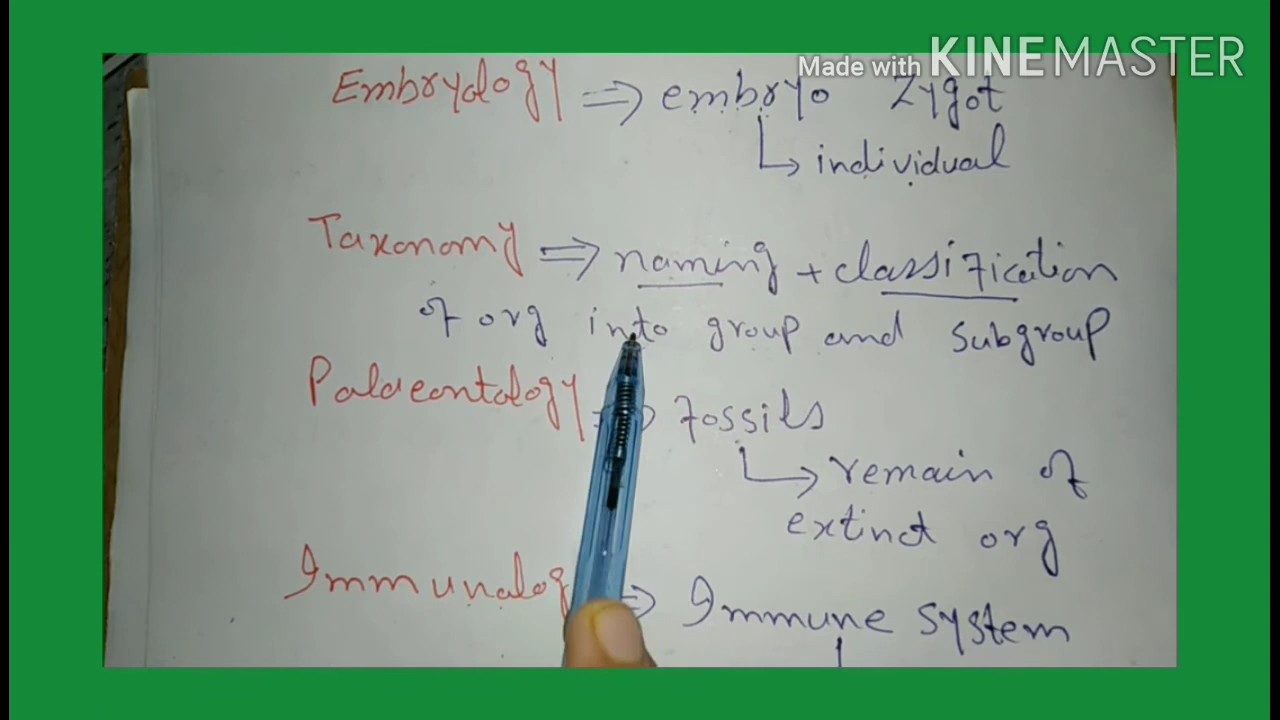 Made with KINEMASTER
Embryology ⇒ embryo Zygot
↳ individual
Taxonomy ⇒ naming + classification
of org into group and subgroup
Palaeontology ⇒ Fossils
↳ remain of
extinct org
Immunalog ⇒ Immune system